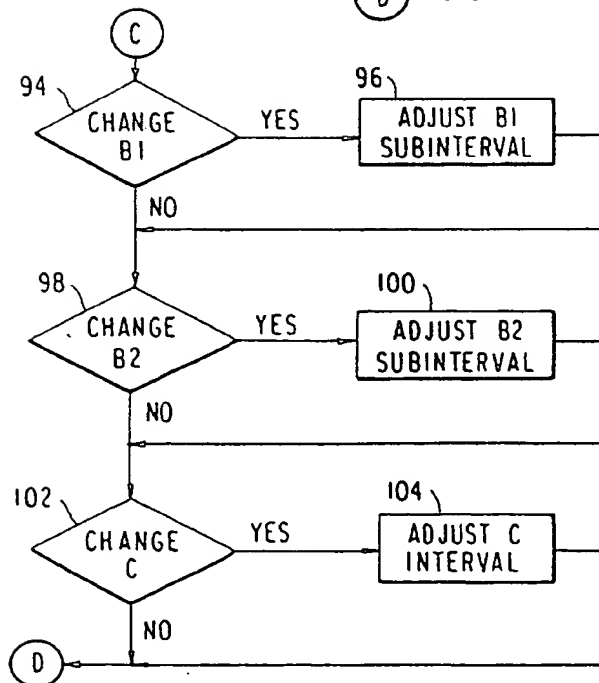 C
94
CHANGE
B1
YES
96
ADJUST B1
SUBINTERVAL
NO
98
CHANGE
B2
YES
100
ADJUST B2
SUBINTERVAL
NO
102
CHANGE
C
YES
104
ADJUST C
INTERVAL
NO
D